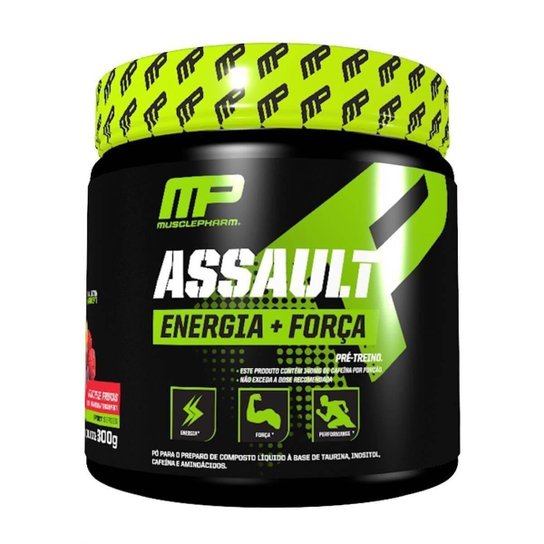 MP
MUSCLEPHARM®
ASSAULT
ENERGIA + FORÇA
PRÉ-TREINO.
• ESTE PRODUTO CONTÉM DE CAFEÍNA POR PORÇÃO
• NÃO EXCEDA A DOSE RECOMENDADA
ENERGIA* FORÇA* PERFORMANCE*
300g
PÓ PARA O PREPARO DE COMPOSTO LÍQUIDO À BASE DE TAURINA, INOSITOL,
CAFEÍNA E AMINOÁCIDOS.